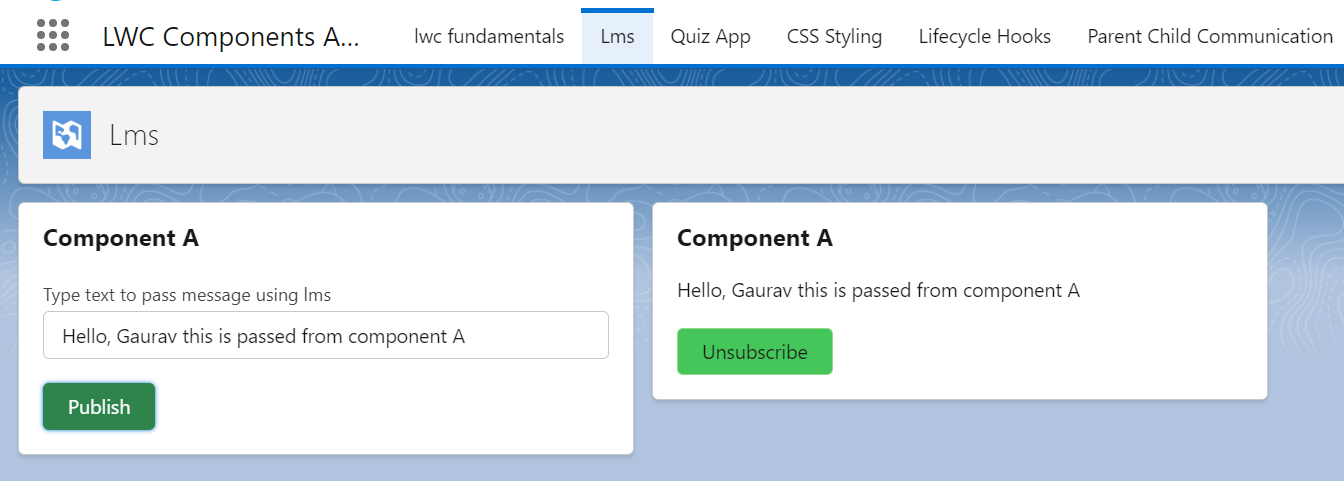 LWC Components A... lwc fundamentals Lms Quiz App CSS Styling Lifecycle Hooks Parent Child Communication
Lms
Component A
Type text to pass message using lms
Hello, Gaurav this is passed from component A
Publish
Component A
Hello, Gaurav this is passed from component A
Unsubscribe